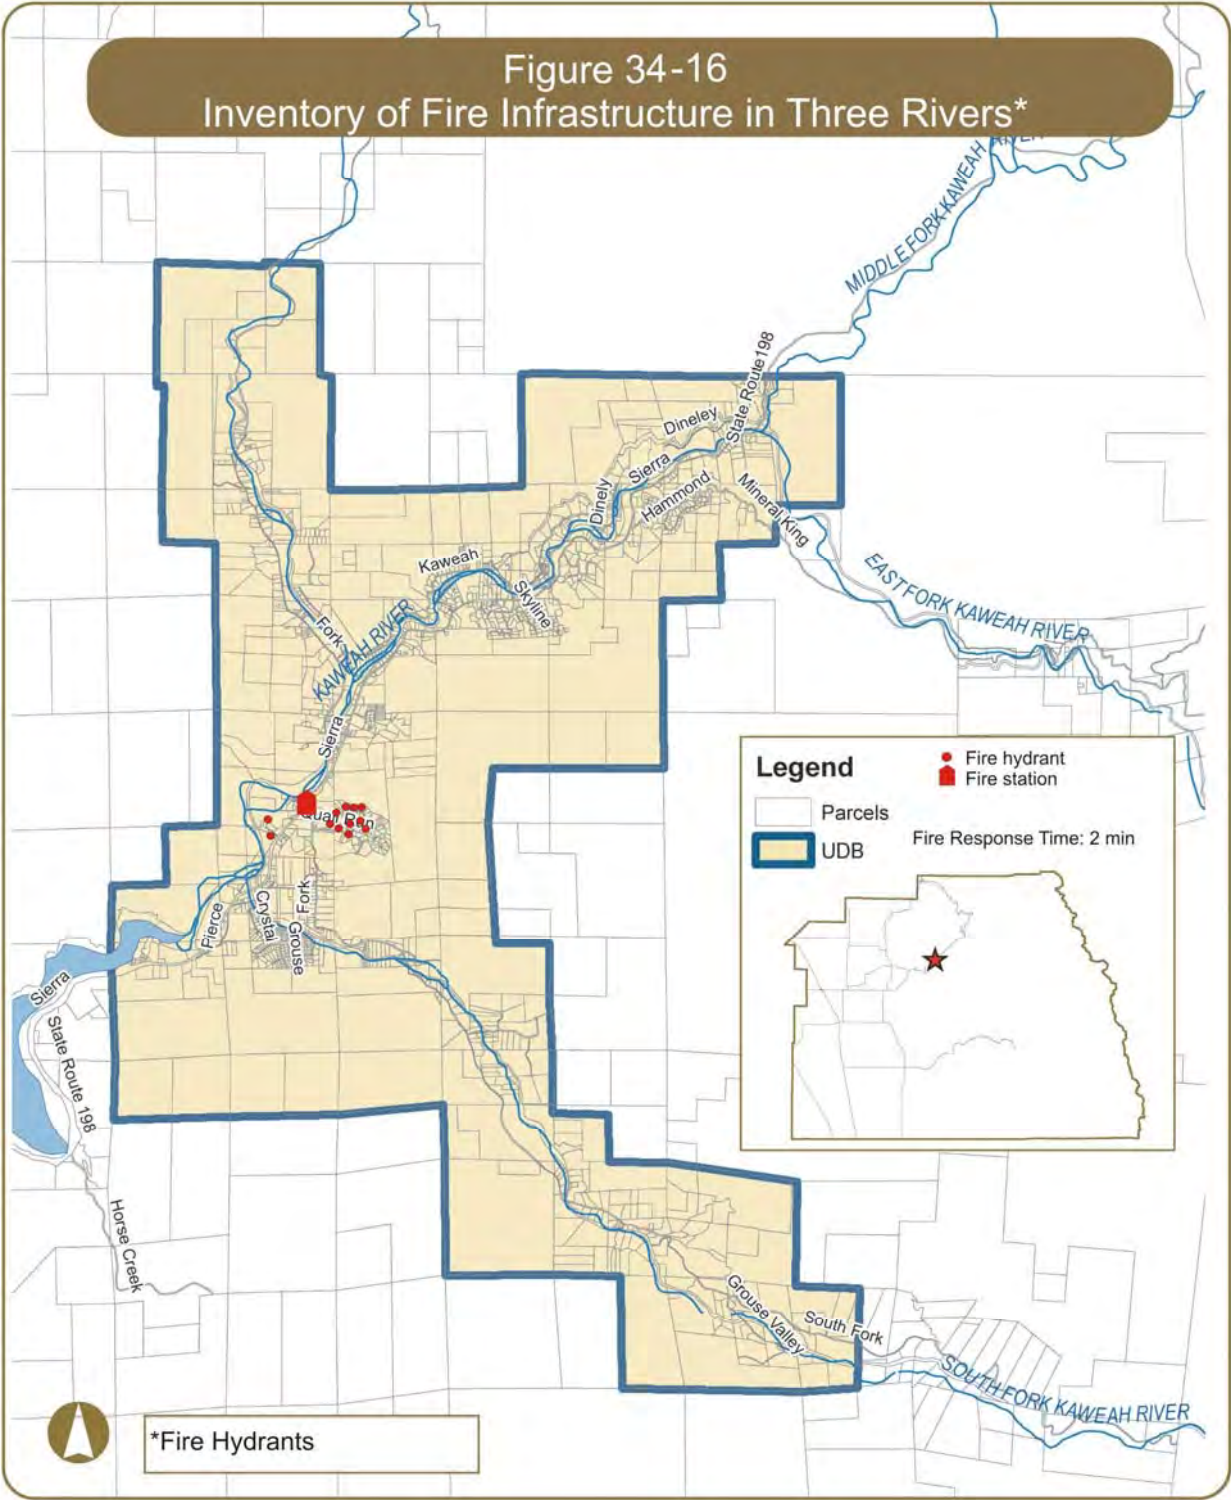 Figure 34-16
Inventory of Fire Infrastructure in Three Rivers*
MIDDLE FORK KAWEAH RIVER
State Route198
Dineley
Sierra
Dinely
Hammond
Mineral King
Kaweah
Skyline
EAST FORK KAWEAH RIVER
Fork
KAWEAH RIVER
Sierra
Legend
Fire hydrant
Fire station
Parcels
UDB
Fire Response Time: 2 min
Quail Run
Pierce
Crystal
Fork
Grouse
Sierra
State Route 198
Horse Creek
Grouse Valley
South Fork
SOUTH FORK KAWEAH RIVER
*Fire Hydrants